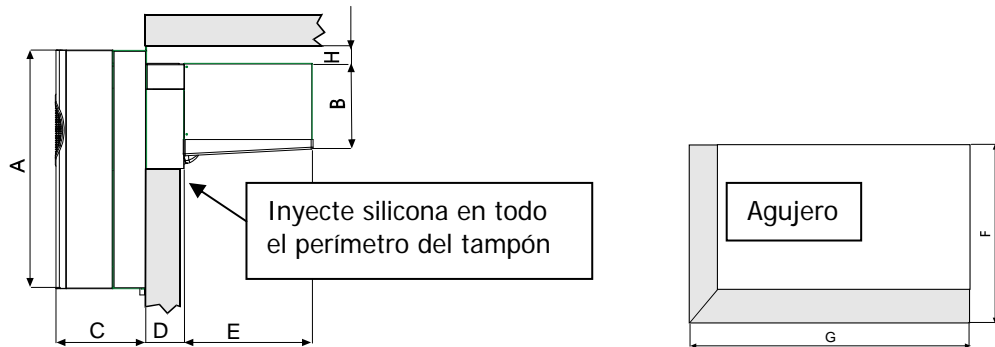 H
B
A
Inyecte silicona en todo
el perímetro del tampón
C
D
E
Agujero
F
G